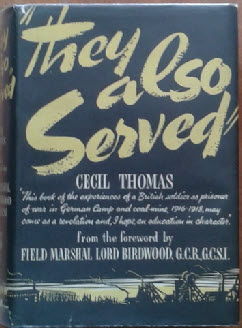 "They
also
Served"
CECIL THOMAS
"This book of the experiences of a British soldier as prisoner
of war in German Camp and coal-mine, 1916-1918, may
come as a revelation and, I hope, an education in character."
from the foreword by
FIELD MARSHAL LORD BIRDWOOD, G.C.B., G.C.S.I.